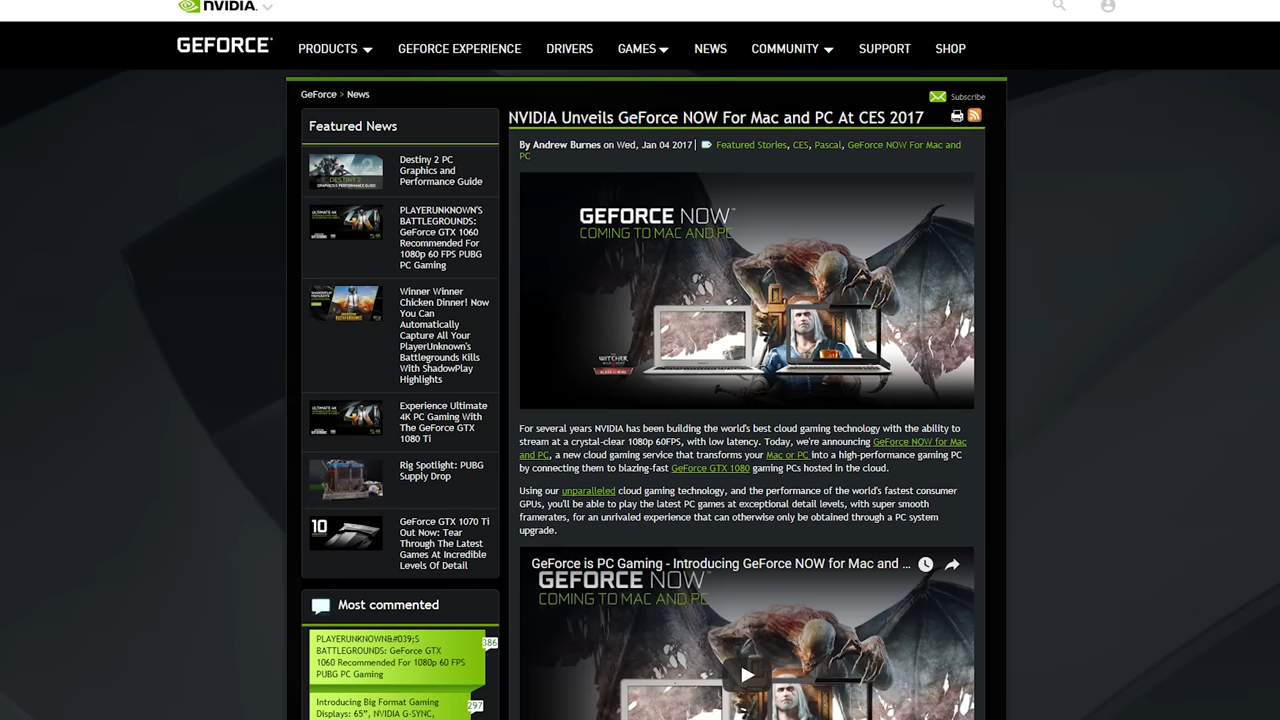 NVIDIA.
GEFORCE
PRODUCTS
GEFORCE EXPERIENCE
DRIVERS
GAMES
NEWS
COMMUNITY
SUPPORT
SHOP
GeForce > News
Subscribe
Featured News
Destiny 2 PC
Graphics and
Performance Guide
PLAYERUNKNOWN'S
BATTLEGROUNDS:
GeForce GTX 1060
Recommended For
1080p 60 FPS PUBG
PC Gaming
Winner Winner
Chicken Dinner! Now
You Can
Automatically
Capture All Your
PlayerUnknown's
Battlegrounds Kills
With ShadowPlay
Highlights
Experience Ultimate
4K PC Gaming With
The GeForce GTX
1080 Ti
Rig Spotlight: PUBG
Supply Drop
10
GeForce GTX 1070 Ti
Out Now: Tear
Through The Latest
Games At Incredible
Levels Of Detail
Most commented
PLAYERUNKNOWN&#039;S
BATTLEGROUNDS: GeForce GTX
1060 Recommended For 1080p 60 FPS
PUBG PC Gaming
386
Introducing Big Format Gaming
Displays: 65", NVIDIA G-SYNC,
297
NVIDIA Unveils GeForce NOW For Mac and PC At CES 2017
By Andrew Burnes on Wed, Jan 04 2017| Featured Stories, CES, Pascal, GeForce NOW For Mac and
PC
GEFORCE NOW™
COMING TO MAC AND PC
THE WITCHER
For several years NVIDIA has been building the world's best cloud gaming technology with the ability to
stream at a crystal-clear 1080p 60FPS, with low latency. Today, we're announcing GeForce NOW for Mac
and PC, a new cloud gaming service that transforms your Mac or PC into a high-performance gaming PC
by connecting them to blazing-fast GeForce GTX 1080 gaming PCs hosted in the cloud.
Using our unparalleled cloud gaming technology, and the performance of the world's fastest consumer
GPUs, you'll be able to play the latest PC games at exceptional detail levels, with super smooth
framerates, for an unrivaled experience that can otherwise only be obtained through a PC system
upgrade.
GeForce is PC Gaming - Introducing GeForce NOW for Mac and ...
GEFORCE NOW
COMING TO MAC AND PC